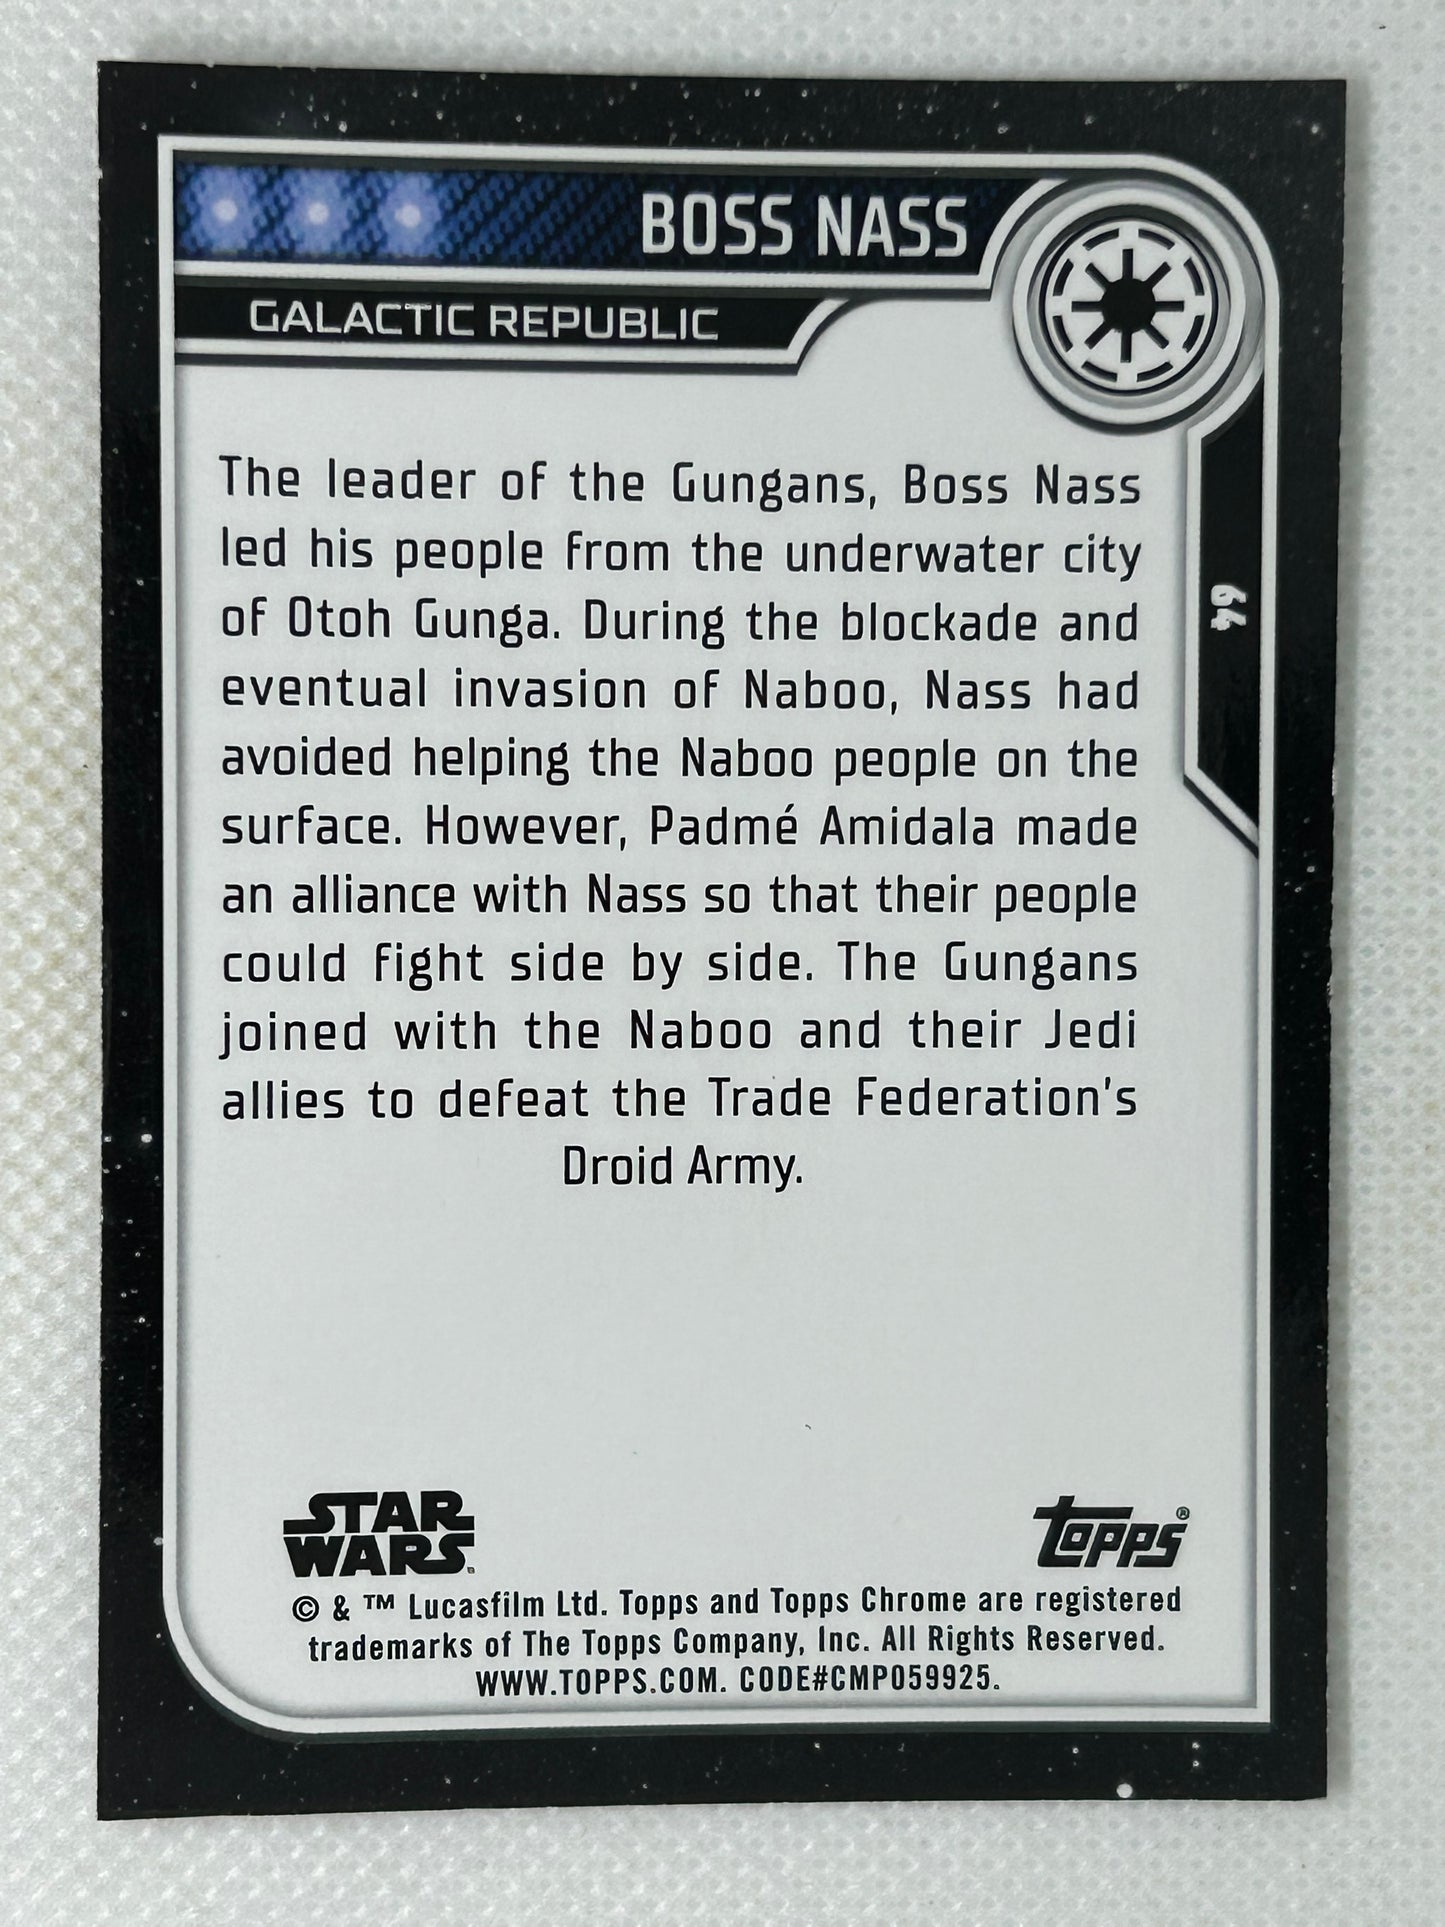 BOSS NASS
GALACTIC REPUBLIC
The leader of the Gungans, Boss Nass
led his people from the underwater city
of Otoh Gunga. During the blockade and
eventual invasion of Naboo, Nass had
avoided helping the Naboo people on the
surface. However, Padmé Amidala made
an alliance with Nass so that their people
could fight side by side. The Gungans
joined with the Naboo and their Jedi
allies to defeat the Trade Federation's
Droid Army.
STAR
WARS.
Topps®
© & ™ Lucasfilm Ltd. Topps and Topps Chrome are registered
trademarks of The Topps Company, Inc. All Rights Reserved.
WWW.TOPPS.COM. CODE#CMP059925.